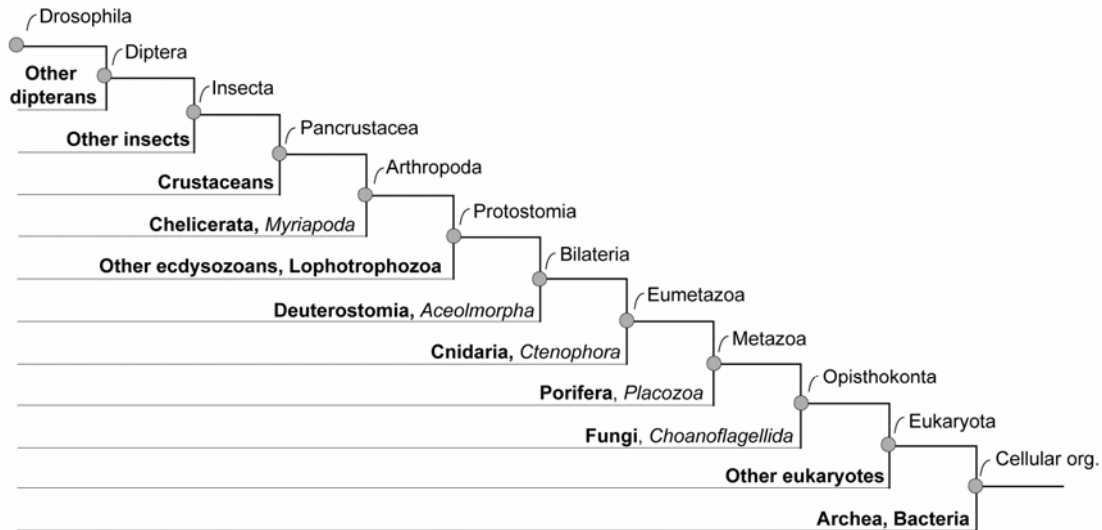 Drosophila
Diptera
Other
dipterans
Insecta
Other insects
Pancrustacea
Crustaceans
Arthropoda
Chelicerata, Myriapoda
Protostomia
Other ecdysozoans, Lophotrophozoa
Bilateria
Deuterostomia, Aceolmorpha
Eumetazoa
Cnidaria, Ctenophora
Metazoa
Porifera, Placozoa
Opisthokonta
Fungi, Choanoflagellida
Eukaryota
Other eukaryotes
Cellular org.
Archea, Bacteria